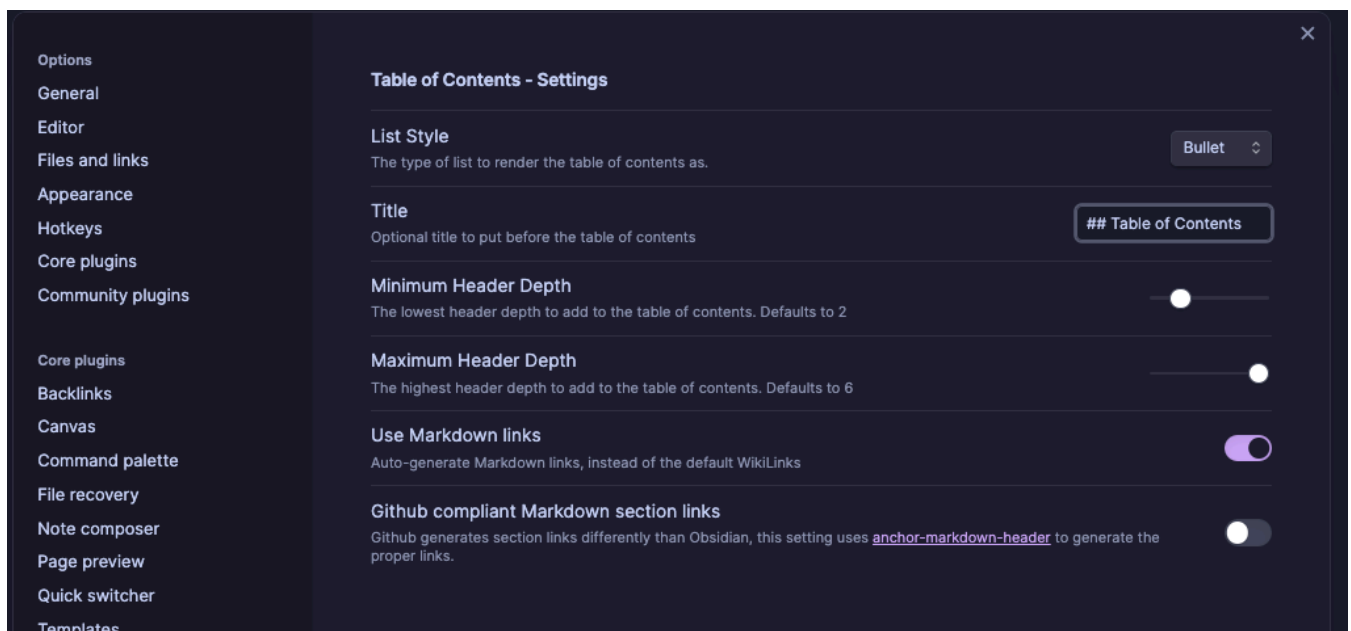 Options
General
Editor
Files and links
Appearance
Hotkeys
Core plugins
Community plugins
Core plugins
Backlinks
Canvas
Command palette
File recovery
Note composer
Page preview
Quick switcher
Templates
Table of Contents - Settings
List Style
The type of list to render the table of contents as.
Bullet
Title
Optional title to put before the table of contents
## Table of Contents
Minimum Header Depth
The lowest header depth to add to the table of contents. Defaults to 2
Maximum Header Depth
The highest header depth to add to the table of contents. Defaults to 6
Use Markdown links
Auto-generate Markdown links, instead of the default WikiLinks
Github compliant Markdown section links
Github generates section links differently than Obsidian, this setting uses anchor-markdown-header to generate the
proper links.